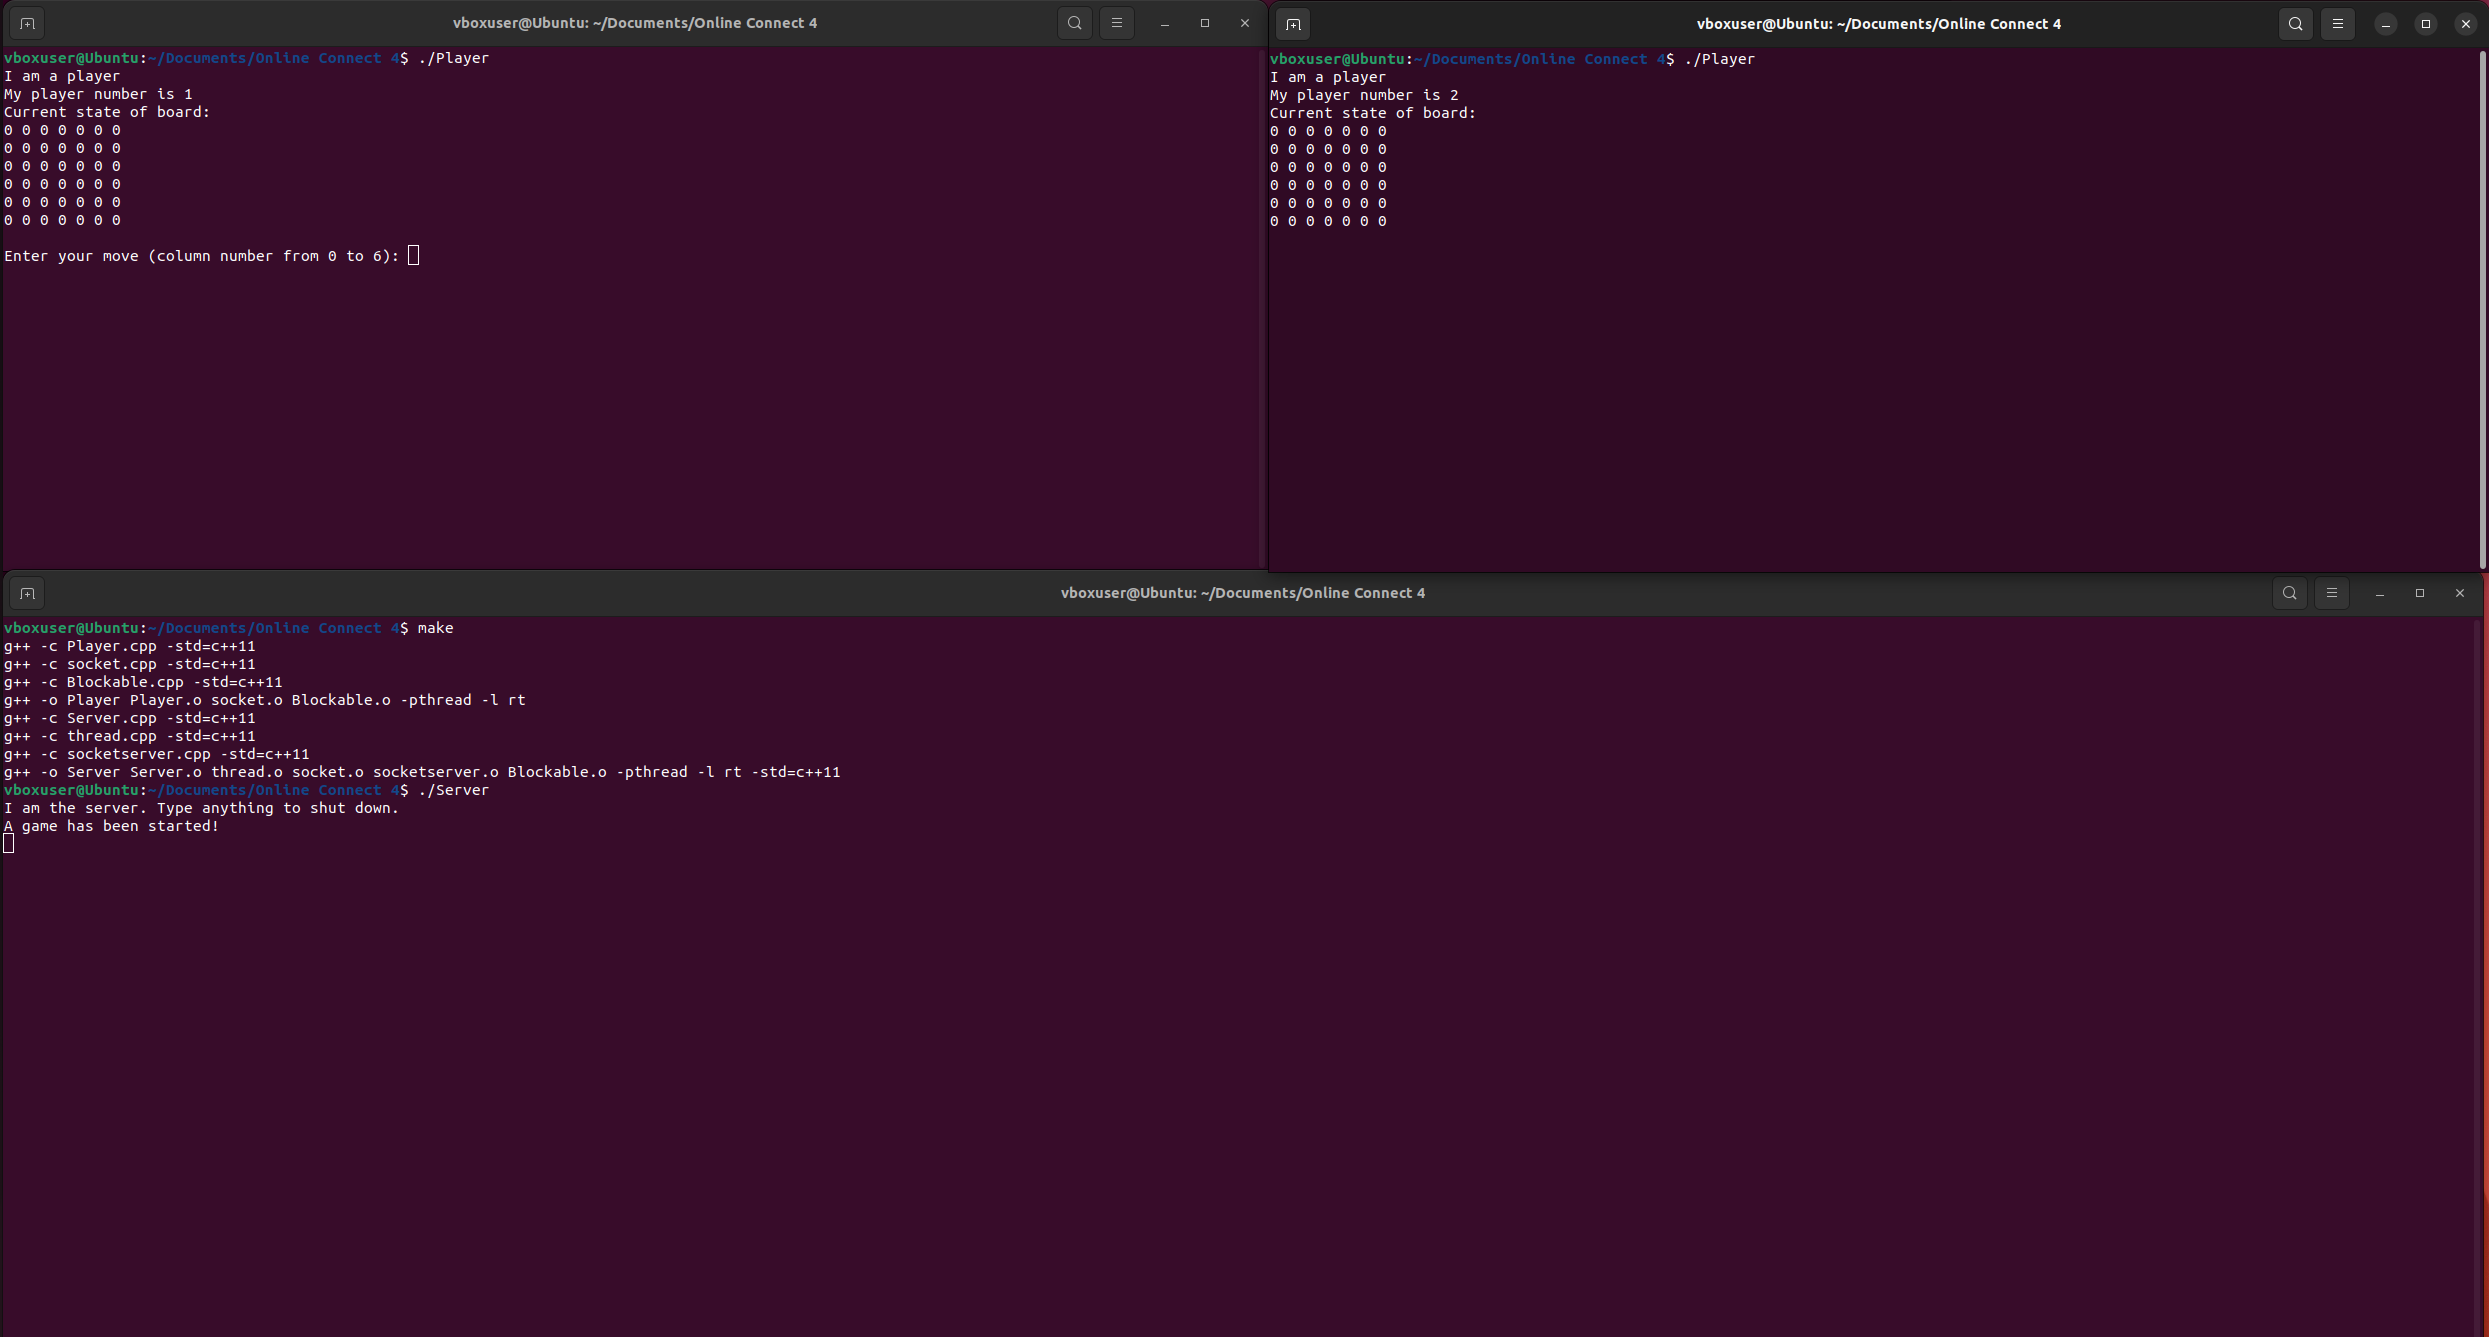 vboxuser@Ubuntu: ~/Documents/Online Connect 4
vboxuser@Ubuntu:~/Documents/Online Connect 4$ ./Player
I am a player
My player number is 1
Current state of board:
0 0 0 0 0 0 0
0 0 0 0 0 0 0
0 0 0 0 0 0 0
0 0 0 0 0 0 0
0 0 0 0 0 0 0
0 0 0 0 0 0 0
Enter your move (column number from 0 to 6):
vboxuser@Ubuntu: ~/Documents/Online Connect 4
vboxuser@Ubuntu:~/Documents/Online Connect 4$ ./Player
I am a player
My player number is 2
Current state of board:
0 0 0 0 0 0 0
0 0 0 0 0 0 0
0 0 0 0 0 0 0
0 0 0 0 0 0 0
0 0 0 0 0 0 0
0 0 0 0 0 0 0
vboxuser@Ubuntu: ~/Documents/Online Connect 4
vboxuser@Ubuntu:~/Documents/Online Connect 4$ make
g++ -c Player.cpp -std=c++11
g++ -c socket.cpp -std=c++11
g++ -c Blockable.cpp -std=c++11
g++ -o Player Player.o socket.o Blockable.o -pthread -l rt
g++ -c Server.cpp -std=c++11
g++ -c thread.cpp -std=c++11
g++ -c socketserver.cpp -std=c++11
g++ -o Server Server.o thread.o socket.o socketserver.o Blockable.o -pthread -l rt -std=c++11
vboxuser@Ubuntu:~/Documents/Online Connect 4$ ./Server
I am the server. Type anything to shut down.
A game has been started!